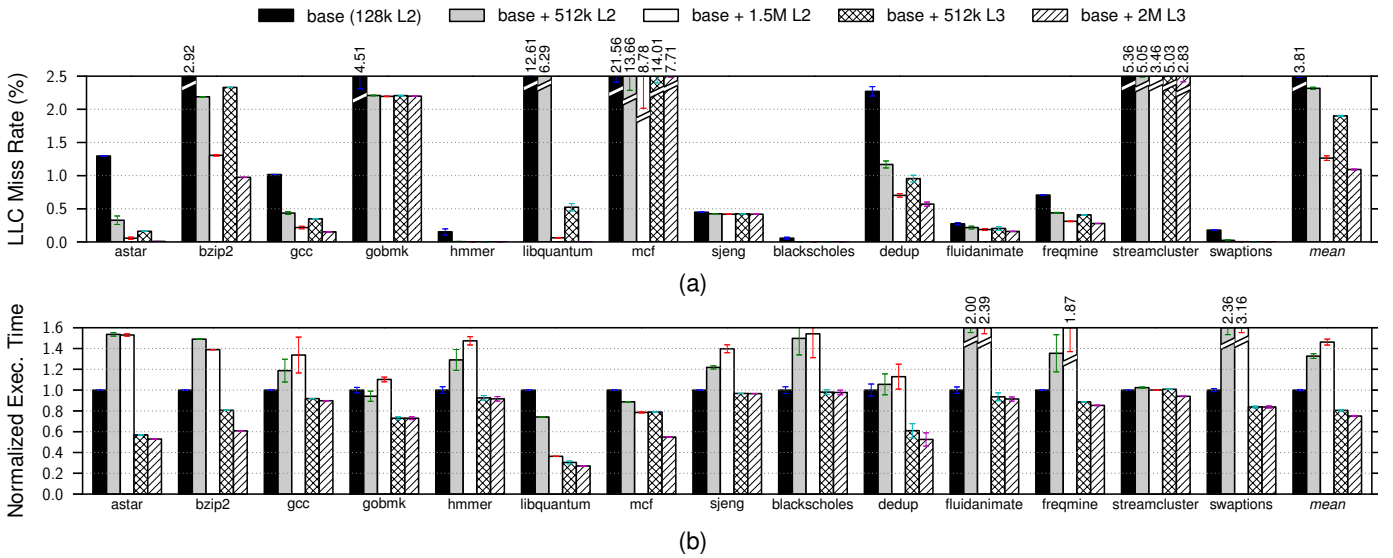 base (128k L2) base + 512k L2 base + 1.5M L2 base + 512k L3 base + 2M L3
2.92 4.51 12.61 6.29 21.56 13.66 8.78 14.01 7.71 5.36 5.05 3.46 5.03 2.83 3.81
LLC Miss Rate (%)
2.5
2.0
1.5
1.0
0.5
0.0
astar bzip2 gcc gobmk hmmer libquantum mcf sjeng blackscholes dedup fluidanimate freqmine streamcluster swaptions mean
(a)
2.00 2.39 1.87 2.36 3.16
Normalized Exec. Time
1.6
1.4
1.2
1.0
0.8
0.6
0.4
0.2
0.0
astar bzip2 gcc gobmk hmmer libquantum mcf sjeng blackscholes dedup fluidanimate freqmine streamcluster swaptions mean
(b)